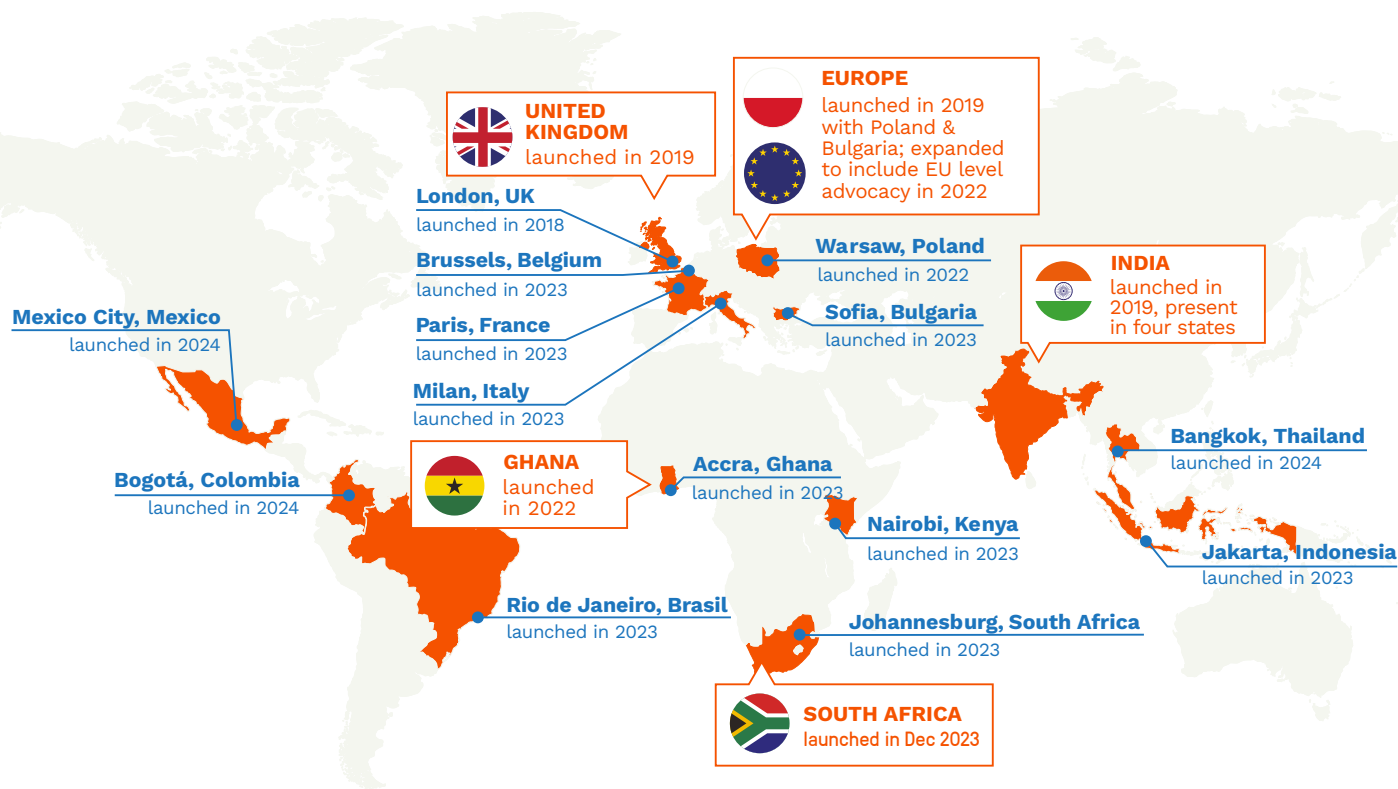 EUROPE
launched in 2019
with Poland &
Bulgaria; expanded
to include EU level
advocacy in 2022
UNITED
KINGDOM
launched in 2019
London, UK
launched in 2018
Brussels, Belgium
launched in 2023
Paris, France
launched in 2023
Milan, Italy
launched in 2023
Warsaw, Poland
launched in 2022
Sofia, Bulgaria
launched in 2023
INDIA
launched in
2019, present
in four states
Mexico City, Mexico
launched in 2024
Bogotá, Colombia
launched in 2024
GHANA
launched
in 2022
Accra, Ghana
launched in 2023
Nairobi, Kenya
launched in 2023
Bangkok, Thailand
launched in 2024
Jakarta, Indonesia
launched in 2023
Rio de Janeiro, Brasil
launched in 2023
Johannesburg, South Africa
launched in 2023
SOUTH AFRICA
launched in Dec 2023